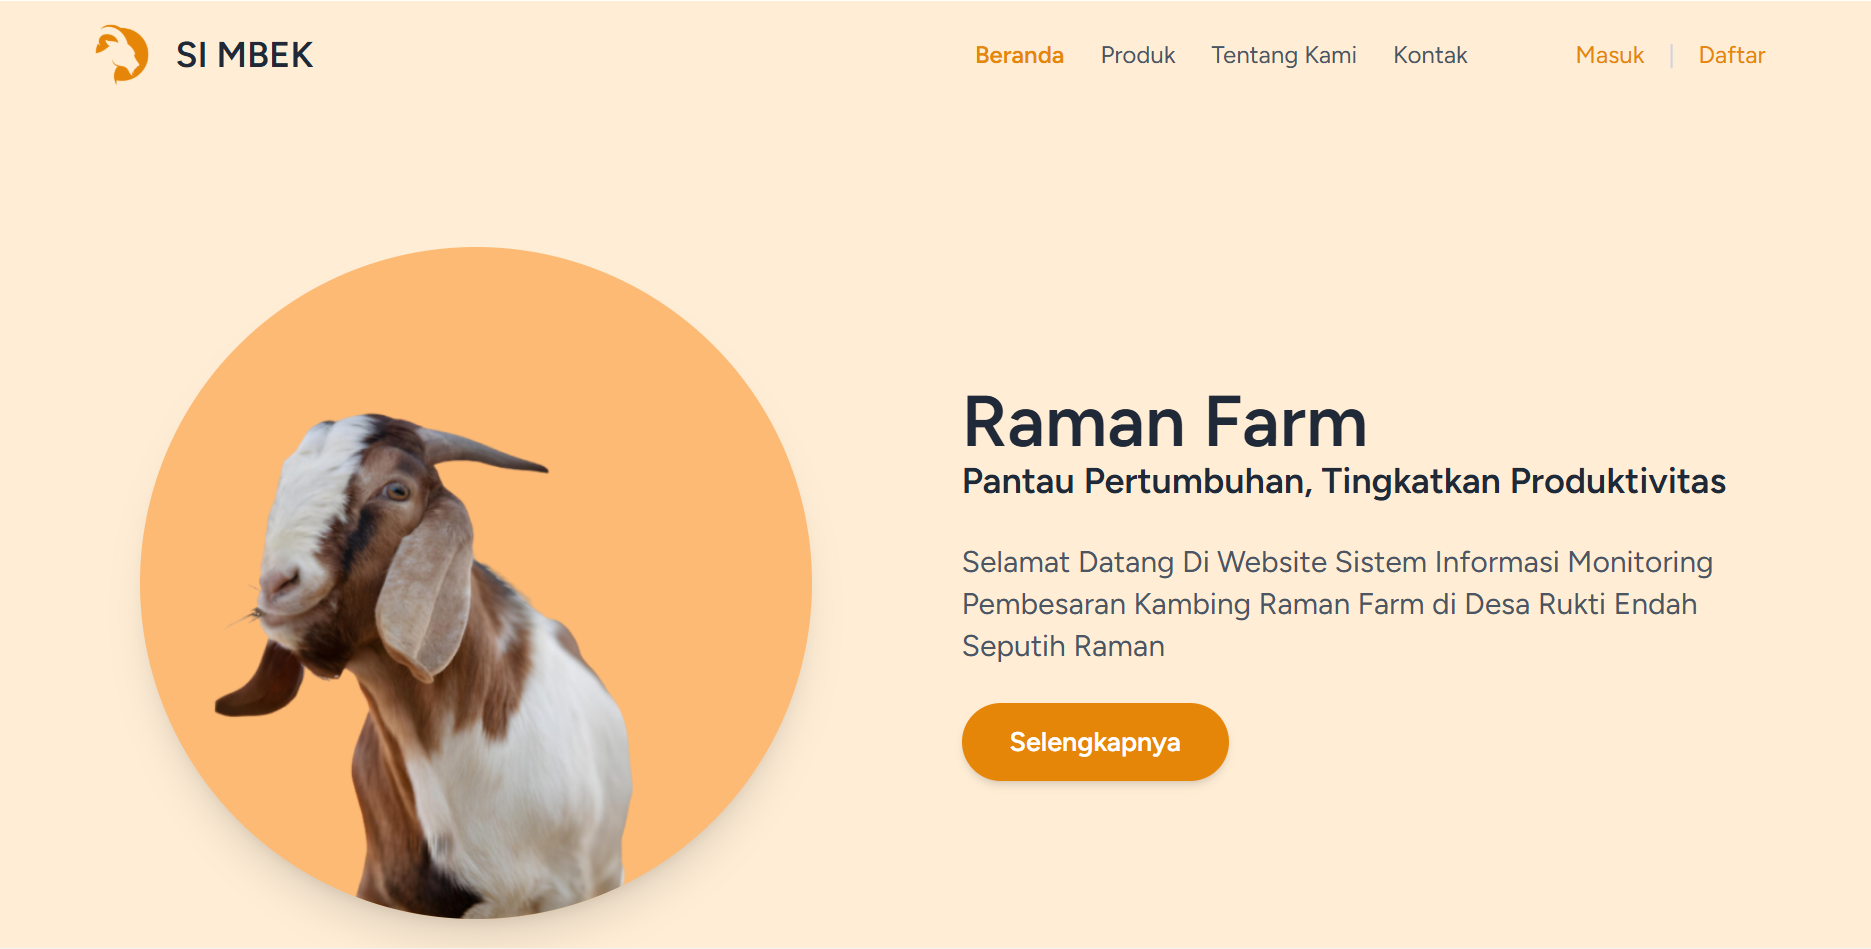 SI MBEK
Beranda Produk Tentang Kami Kontak Masuk | Daftar
Raman Farm
Pantau Pertumbuhan, Tingkatkan Produktivitas
Selamat Datang Di Website Sistem Informasi Monitoring
Pembesaran Kambing Raman Farm di Desa Rukti Endah
Seputih Raman
Selengkapnya